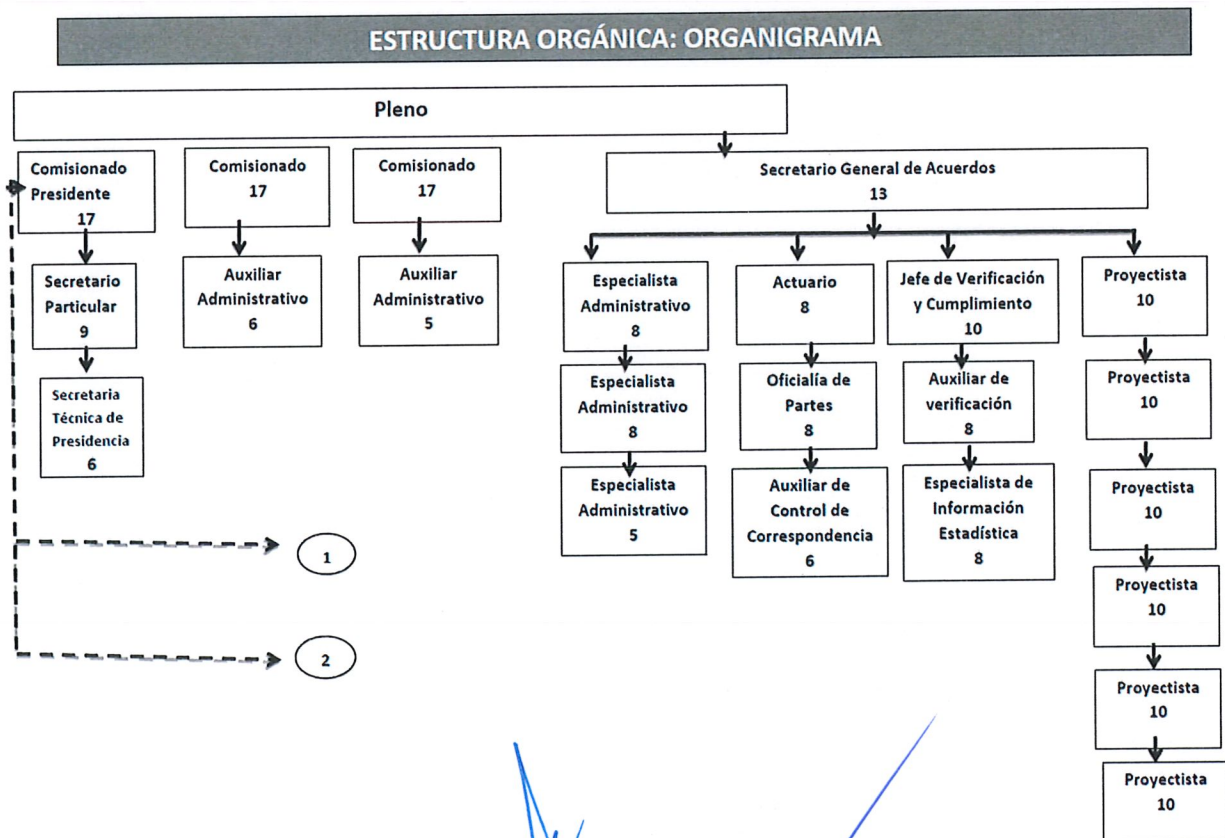 ESTRUCTURA ORGÁNICA: ORGANIGRAMA
Pleno
Comisionado
Presidente
17
Comisionado
17
Comisionado
17
Secretario General de Acuerdos
13
Secretario
Particular
9
Auxiliar
Administrativo
6
Auxiliar
Administrativo
5
Especialista
Administrativo
8
Actuario
8
Jefe de Verificación
y Cumplimiento
10
Proyectista
10
Secretaria
Técnica de
Presidencia
6
Especialista
Administrativo
8
Oficialía de
Partes
8
Auxiliar de
verificación
8
Proyectista
10
Especialista
Administrativo
5
Auxiliar de
Control de
Correspondencia
6
Especialista de
Información
Estadística
8
Proyectista
10
1
Proyectista
10
2
Proyectista
10
Proyectista
10